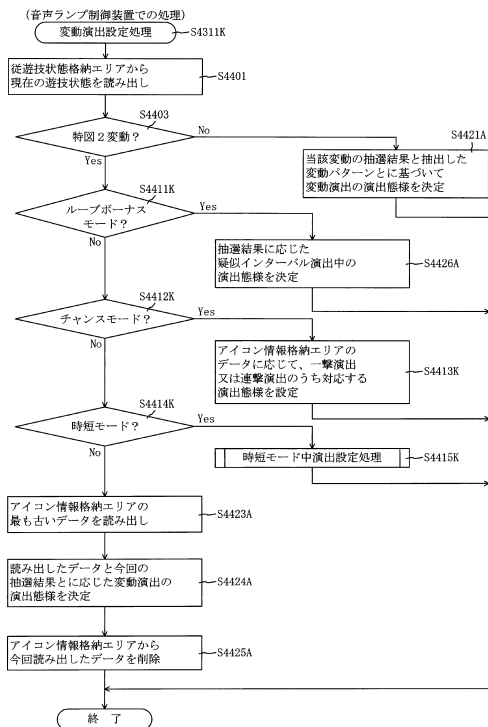 (音声ランプ制御装置での処理)
変動演出設定処理
S4311K
従遊技状態格納エリアから
現在の遊技状態を読み出し
S4401
S4403
特図2変動?
No
Yes
S4421A
当該変動の抽選結果と抽出した
変動パターンとに基づいて
変動演出の演出態様を決定
S4411K
ループボーナス
モード?
Yes
No
抽選結果に応じた
疑似インターバル演出中の
演出態様を決定
S4426A
S4412K
チャンスモード?
Yes
No
アイコン情報格納エリアの
データに応じて、一撃演出
又は連撃演出のうち対応する
演出態様を設定
S4413K
S4414K
時短モード?
Yes
No
時短モード中演出設定処理
S4415K
アイコン情報格納エリアの
最も古いデータを読み出し
S4423A
読み出したデータと今回の
抽選結果とに応じた変動演出の
演出態様を決定
S4424A
アイコン情報格納エリアから
今回読み出したデータを削除
S4425A
終了